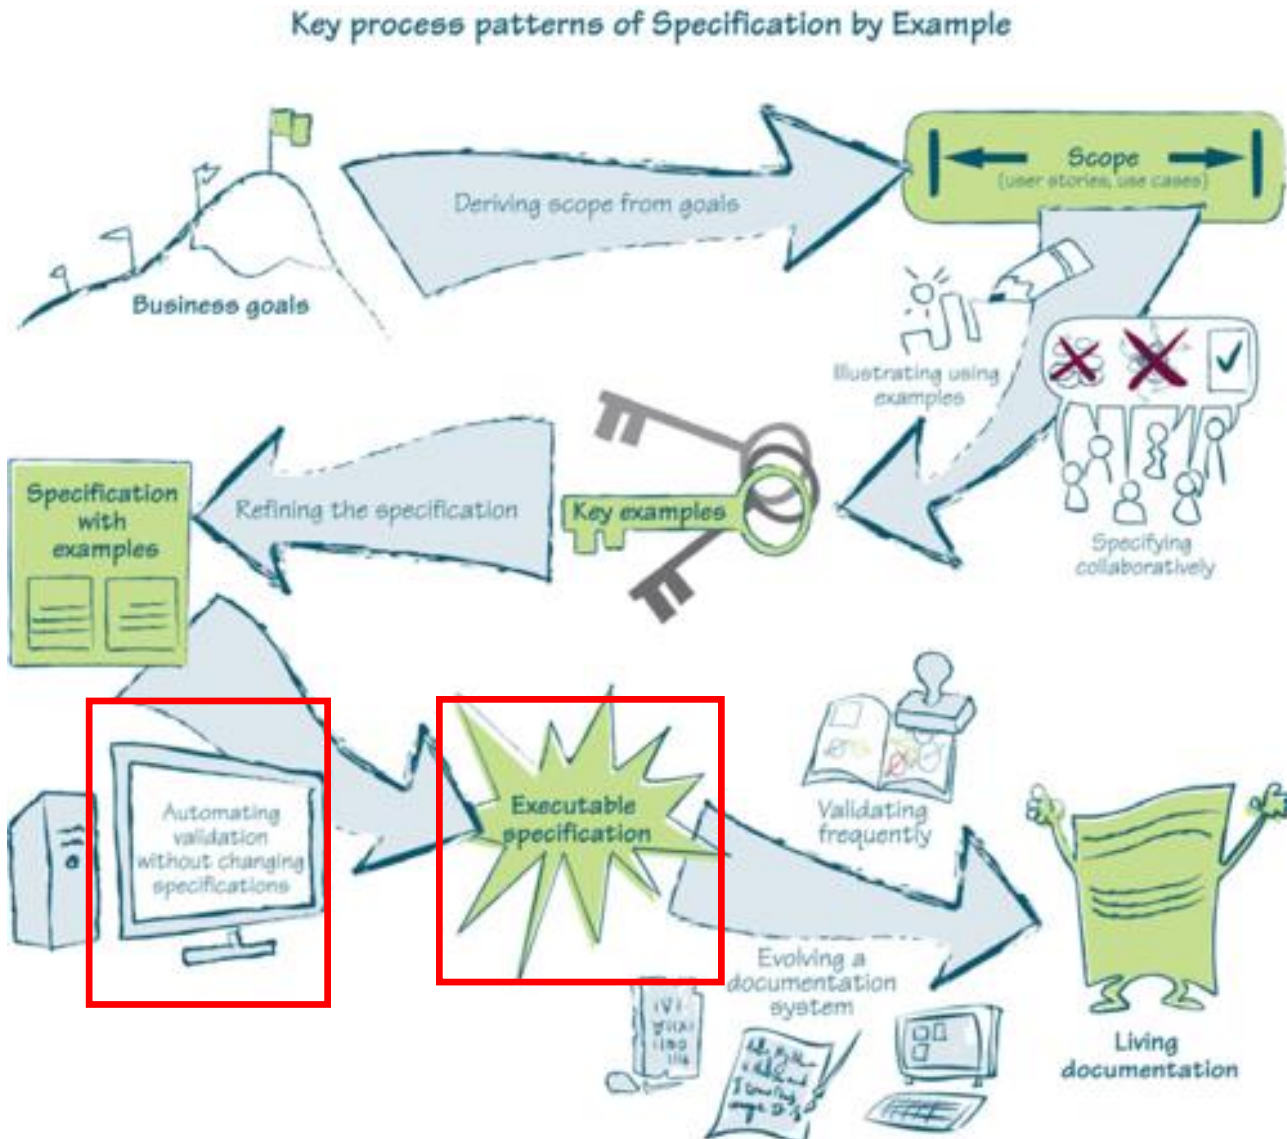 Key process patterns of Specification by Example
Deriving scope from goals
Scope
(user stories, use cases)
Business goals
Illustrating using
examples
Specifying
collaboratively
Key examples
Refining the specification
Specification
with
examples
Automating
validation
without changing
specifications
Executable
specification
Validating
frequently
Evolving a
documentation
system
Living
documentation